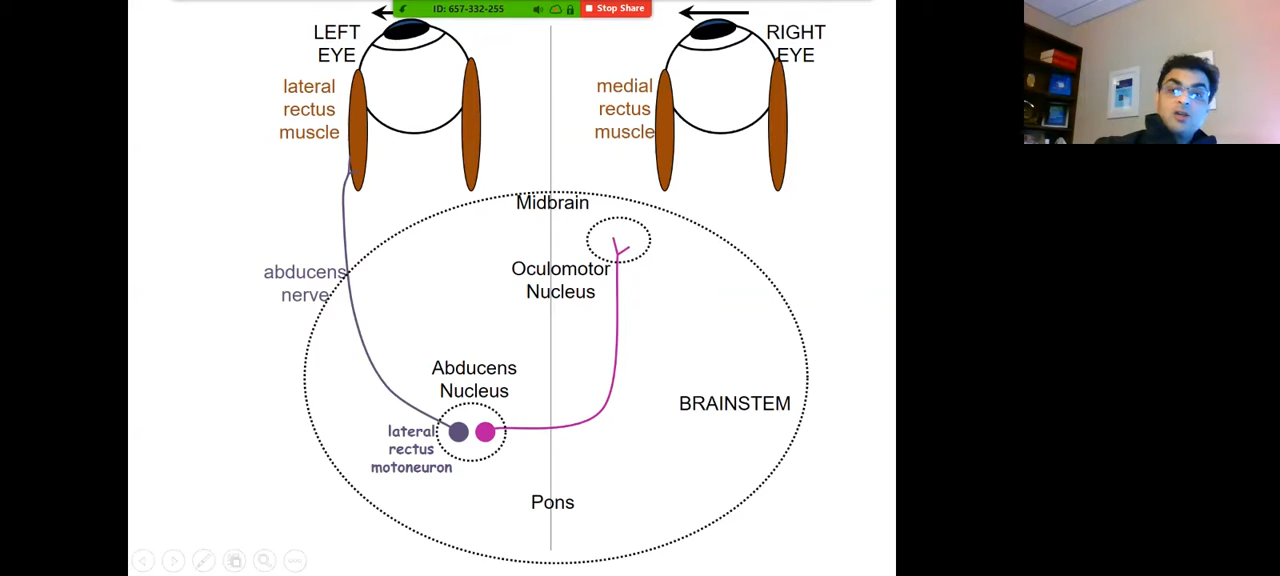 ID: 657-332-255
Stop Share
LEFT
EYE
RIGHT
EYE
lateral
rectus
muscle
medial
rectus
muscle
Midbrain
Oculomotor
Nucleus
abducens
nerve
Abducens
Nucleus
BRAINSTEM
lateral
rectus
motoneuron
Pons